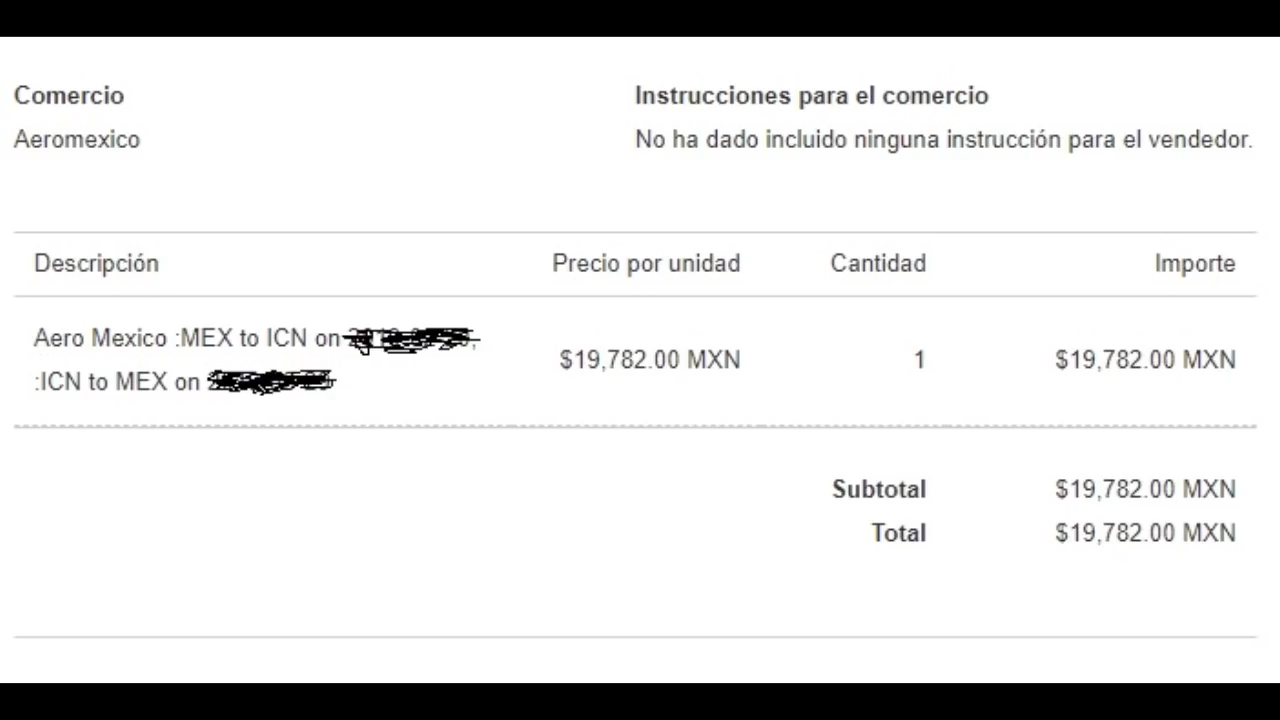 Comercio
Instrucciones para el comercio
Aeromexico
No ha dado incluido ninguna instrucción para el vendedor.
Descripción Precio por unidad Cantidad Importe
Aero Mexico :MEX to ICN on
:ICN to MEX on
$19,782.00 MXN 1 $19,782.00 MXN
Subtotal $19,782.00 MXN
Total $19,782.00 MXN